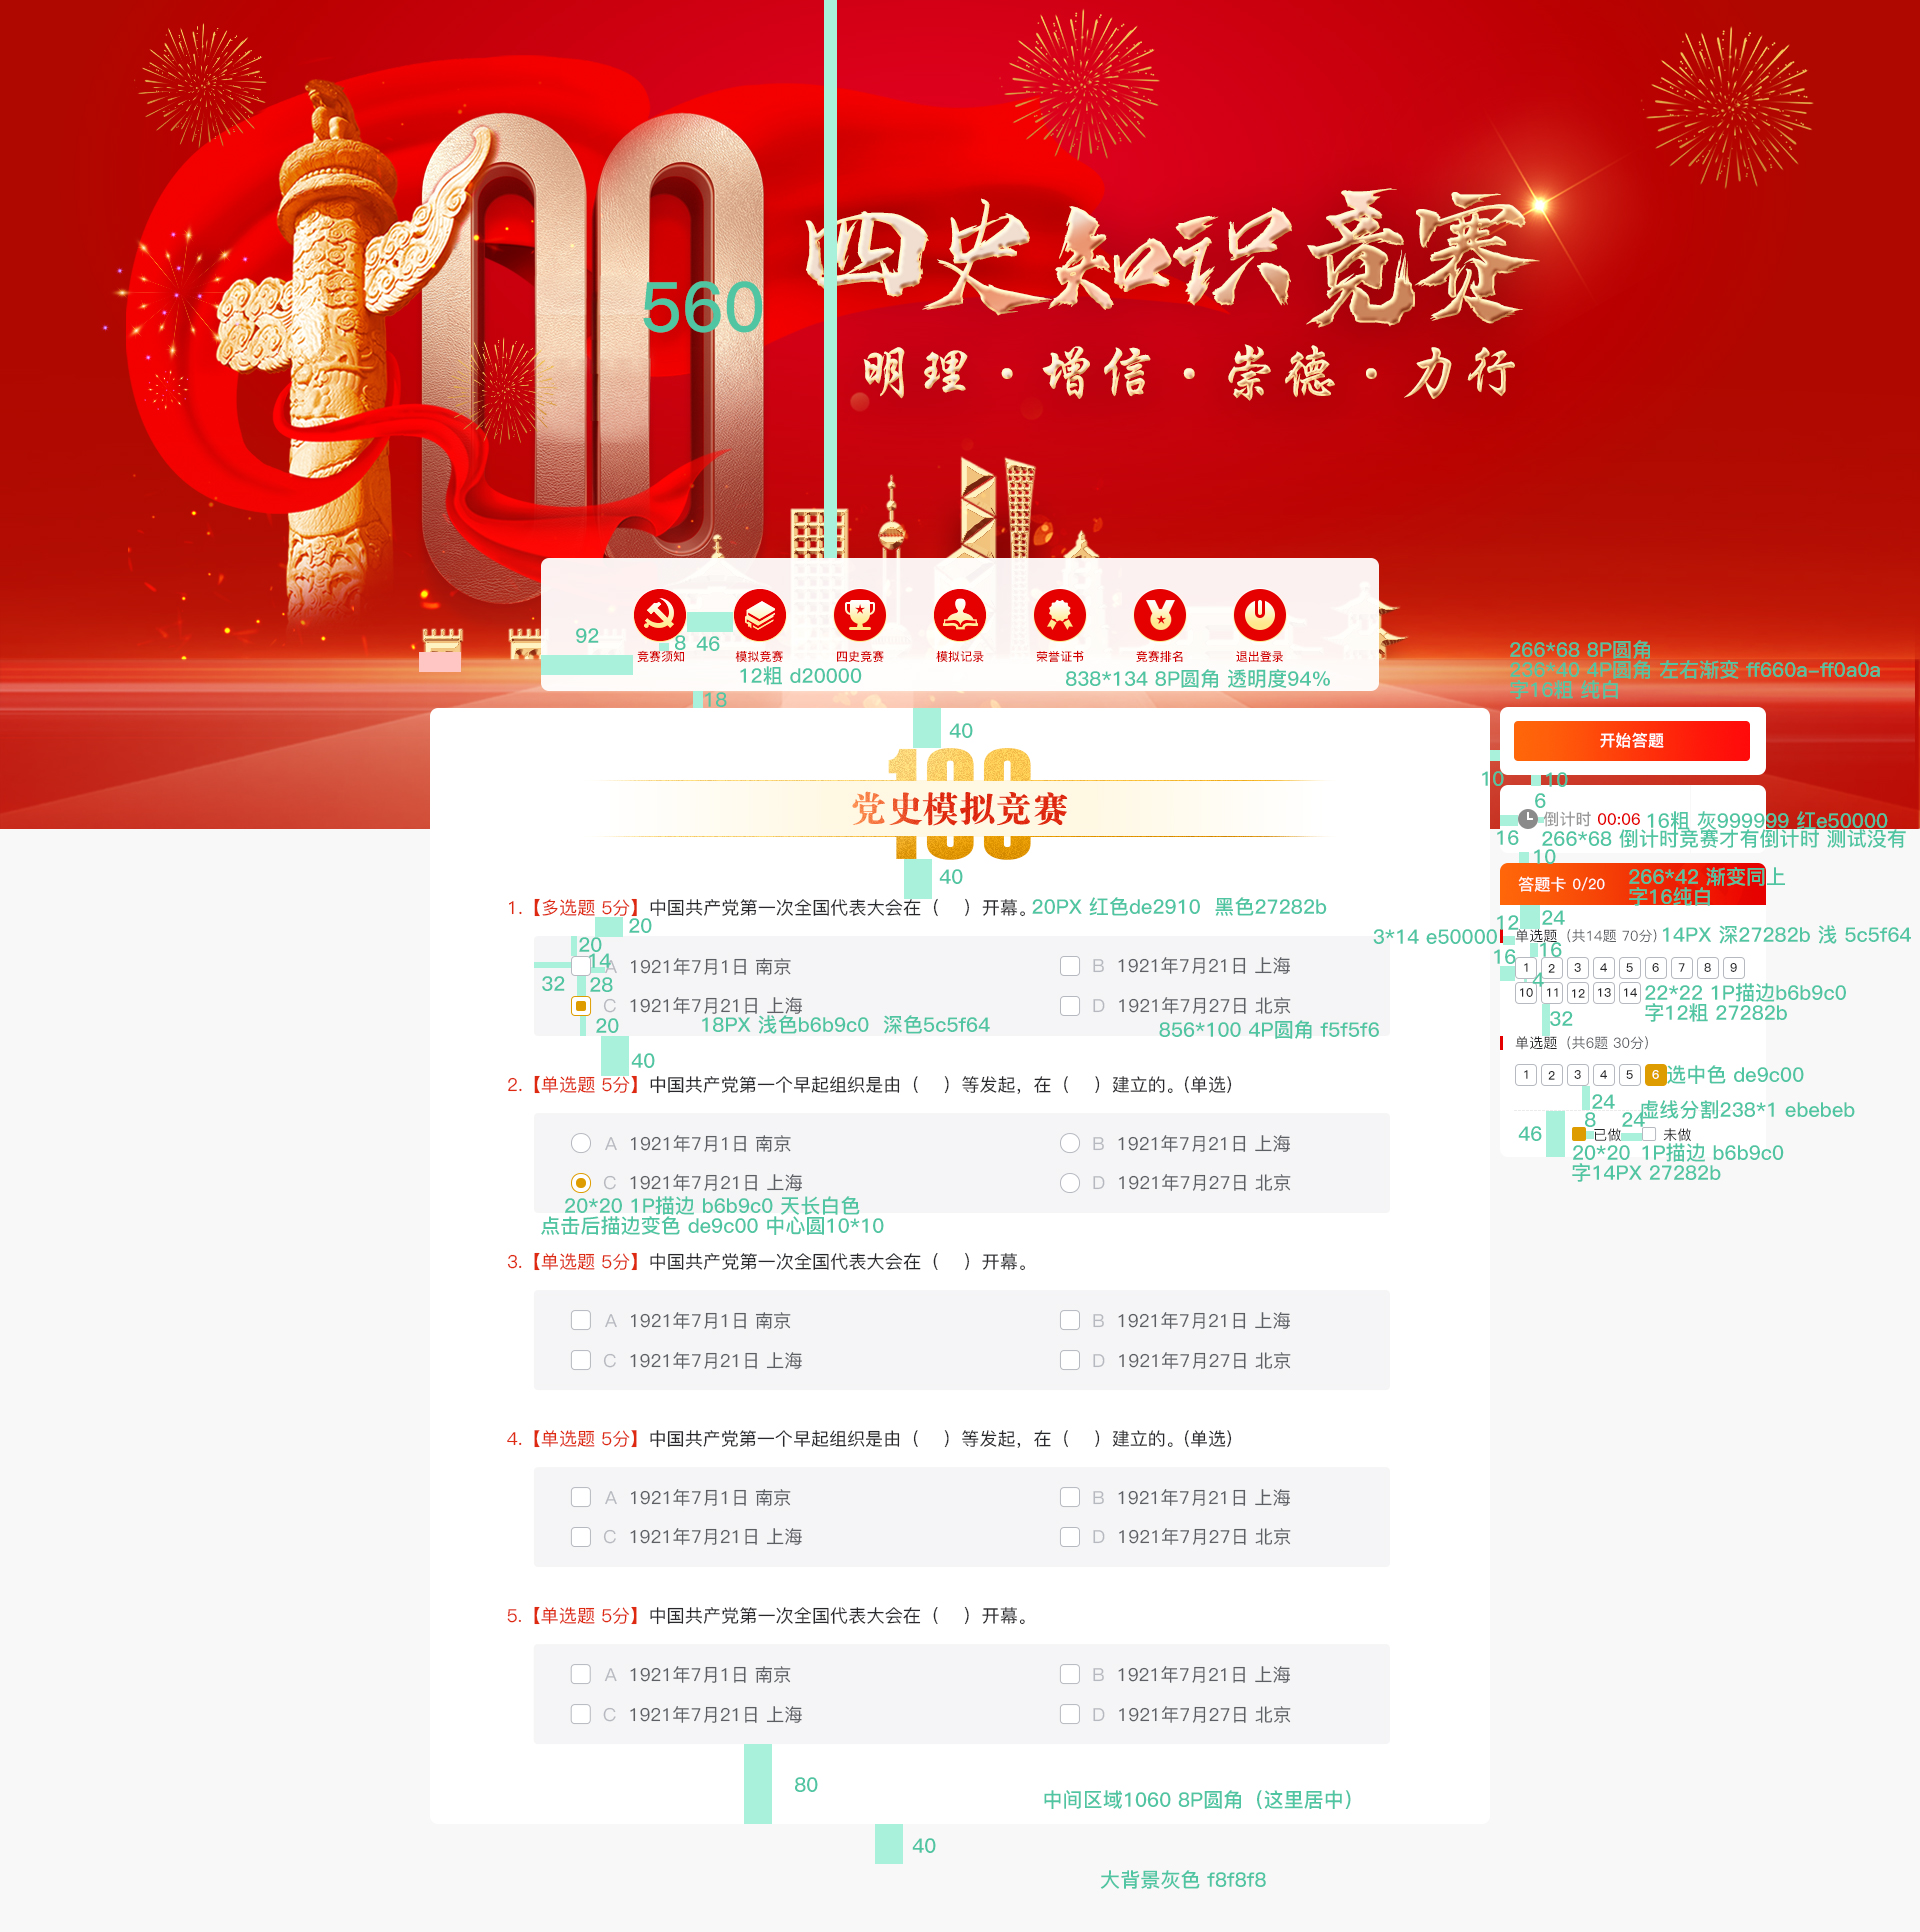 四史知识竞赛
560
明理·增信·崇德·力行
92
8
46
竞赛须知
模拟竞赛
四史竞赛
模拟记录
荣誉证书
竞赛排名
退出登录
12粗 d20000
838*134 8P圆角 透明度94%
18
266*68 8P圆角
236*40 4P圆角 左右渐变 ff660a-ff0a0a
字16粗 纯白
开始答题
40
100
党史模拟竞赛
10
10
6
倒计时 00:06
16粗 灰999999 红e50000
16
266*68 倒计时竞赛才有倒计时 测试没有
10
40
答题卡 0/20
266*42 渐变同上
字16纯白
1.【多选题 5分】中国共产党第一次全国代表大会在（ ）开幕。
20PX 红色de2910 黑色27282b
20
12
24
3*14 e50000
单选题（共14题 70分）
14PX 深27282b 浅 5c5f64
20
14
16
16
A 1921年7月1日 南京
B 1921年7月21日 上海
1 2 3 4 5 6 7 8 9
32
28
4
10 11 12 13 14
22*22 1P描边b6b9c0
字12粗 27282b
C 1921年7月21日 上海
D 1921年7月27日 北京
20
18PX 浅色b6b9c0 深色5c5f64
856*100 4P圆角 f5f5f6
32
单选题（共6题 30分）
40
1 2 3 4 5 6
选中色 de9c00
2.【单选题 5分】中国共产党第一个早起组织是由（ ）等发起，在（ ）建立的。（单选）
24
虚线分割238*1 ebebeb
46
8
24
已做
未做
A 1921年7月1日 南京
B 1921年7月21日 上海
20*20 1P描边 b6b9c0
字14PX 27282b
C 1921年7月21日 上海
D 1921年7月27日 北京
20*20 1P描边 b6b9c0 天长白色
点击后描边变色 de9c00 中心圆10*10
3.【单选题 5分】中国共产党第一次全国代表大会在（ ）开幕。
A 1921年7月1日 南京
B 1921年7月21日 上海
C 1921年7月21日 上海
D 1921年7月27日 北京
4.【单选题 5分】中国共产党第一个早起组织是由（ ）等发起，在（ ）建立的。（单选）
A 1921年7月1日 南京
B 1921年7月21日 上海
C 1921年7月21日 上海
D 1921年7月27日 北京
5.【单选题 5分】中国共产党第一次全国代表大会在（ ）开幕。
A 1921年7月1日 南京
B 1921年7月21日 上海
C 1921年7月21日 上海
D 1921年7月27日 北京
80
中间区域1060 8P圆角（这里居中）
40
大背景灰色 f8f8f8